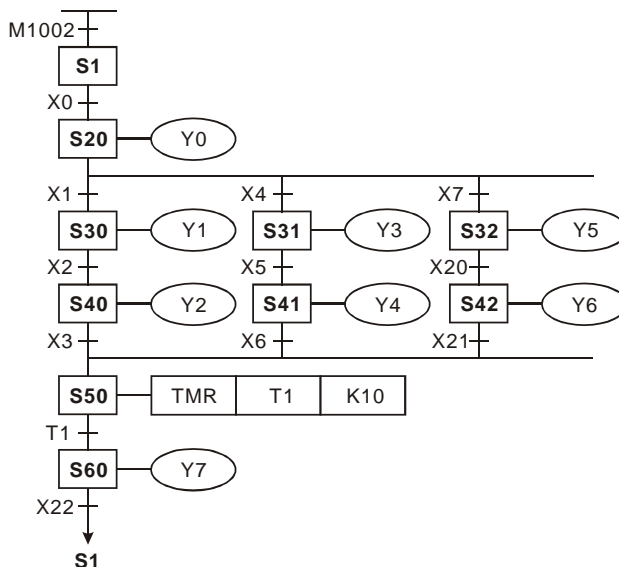 M1002
S1
X0
S20 Y0
X1 X4 X7
S30 Y1 S31 Y3 S32 Y5
X2 X5 X20
S40 Y2 S41 Y4 S42 Y6
X3 X6 X21
S50 TMR T1 K10
T1
S60 Y7
X22
S1